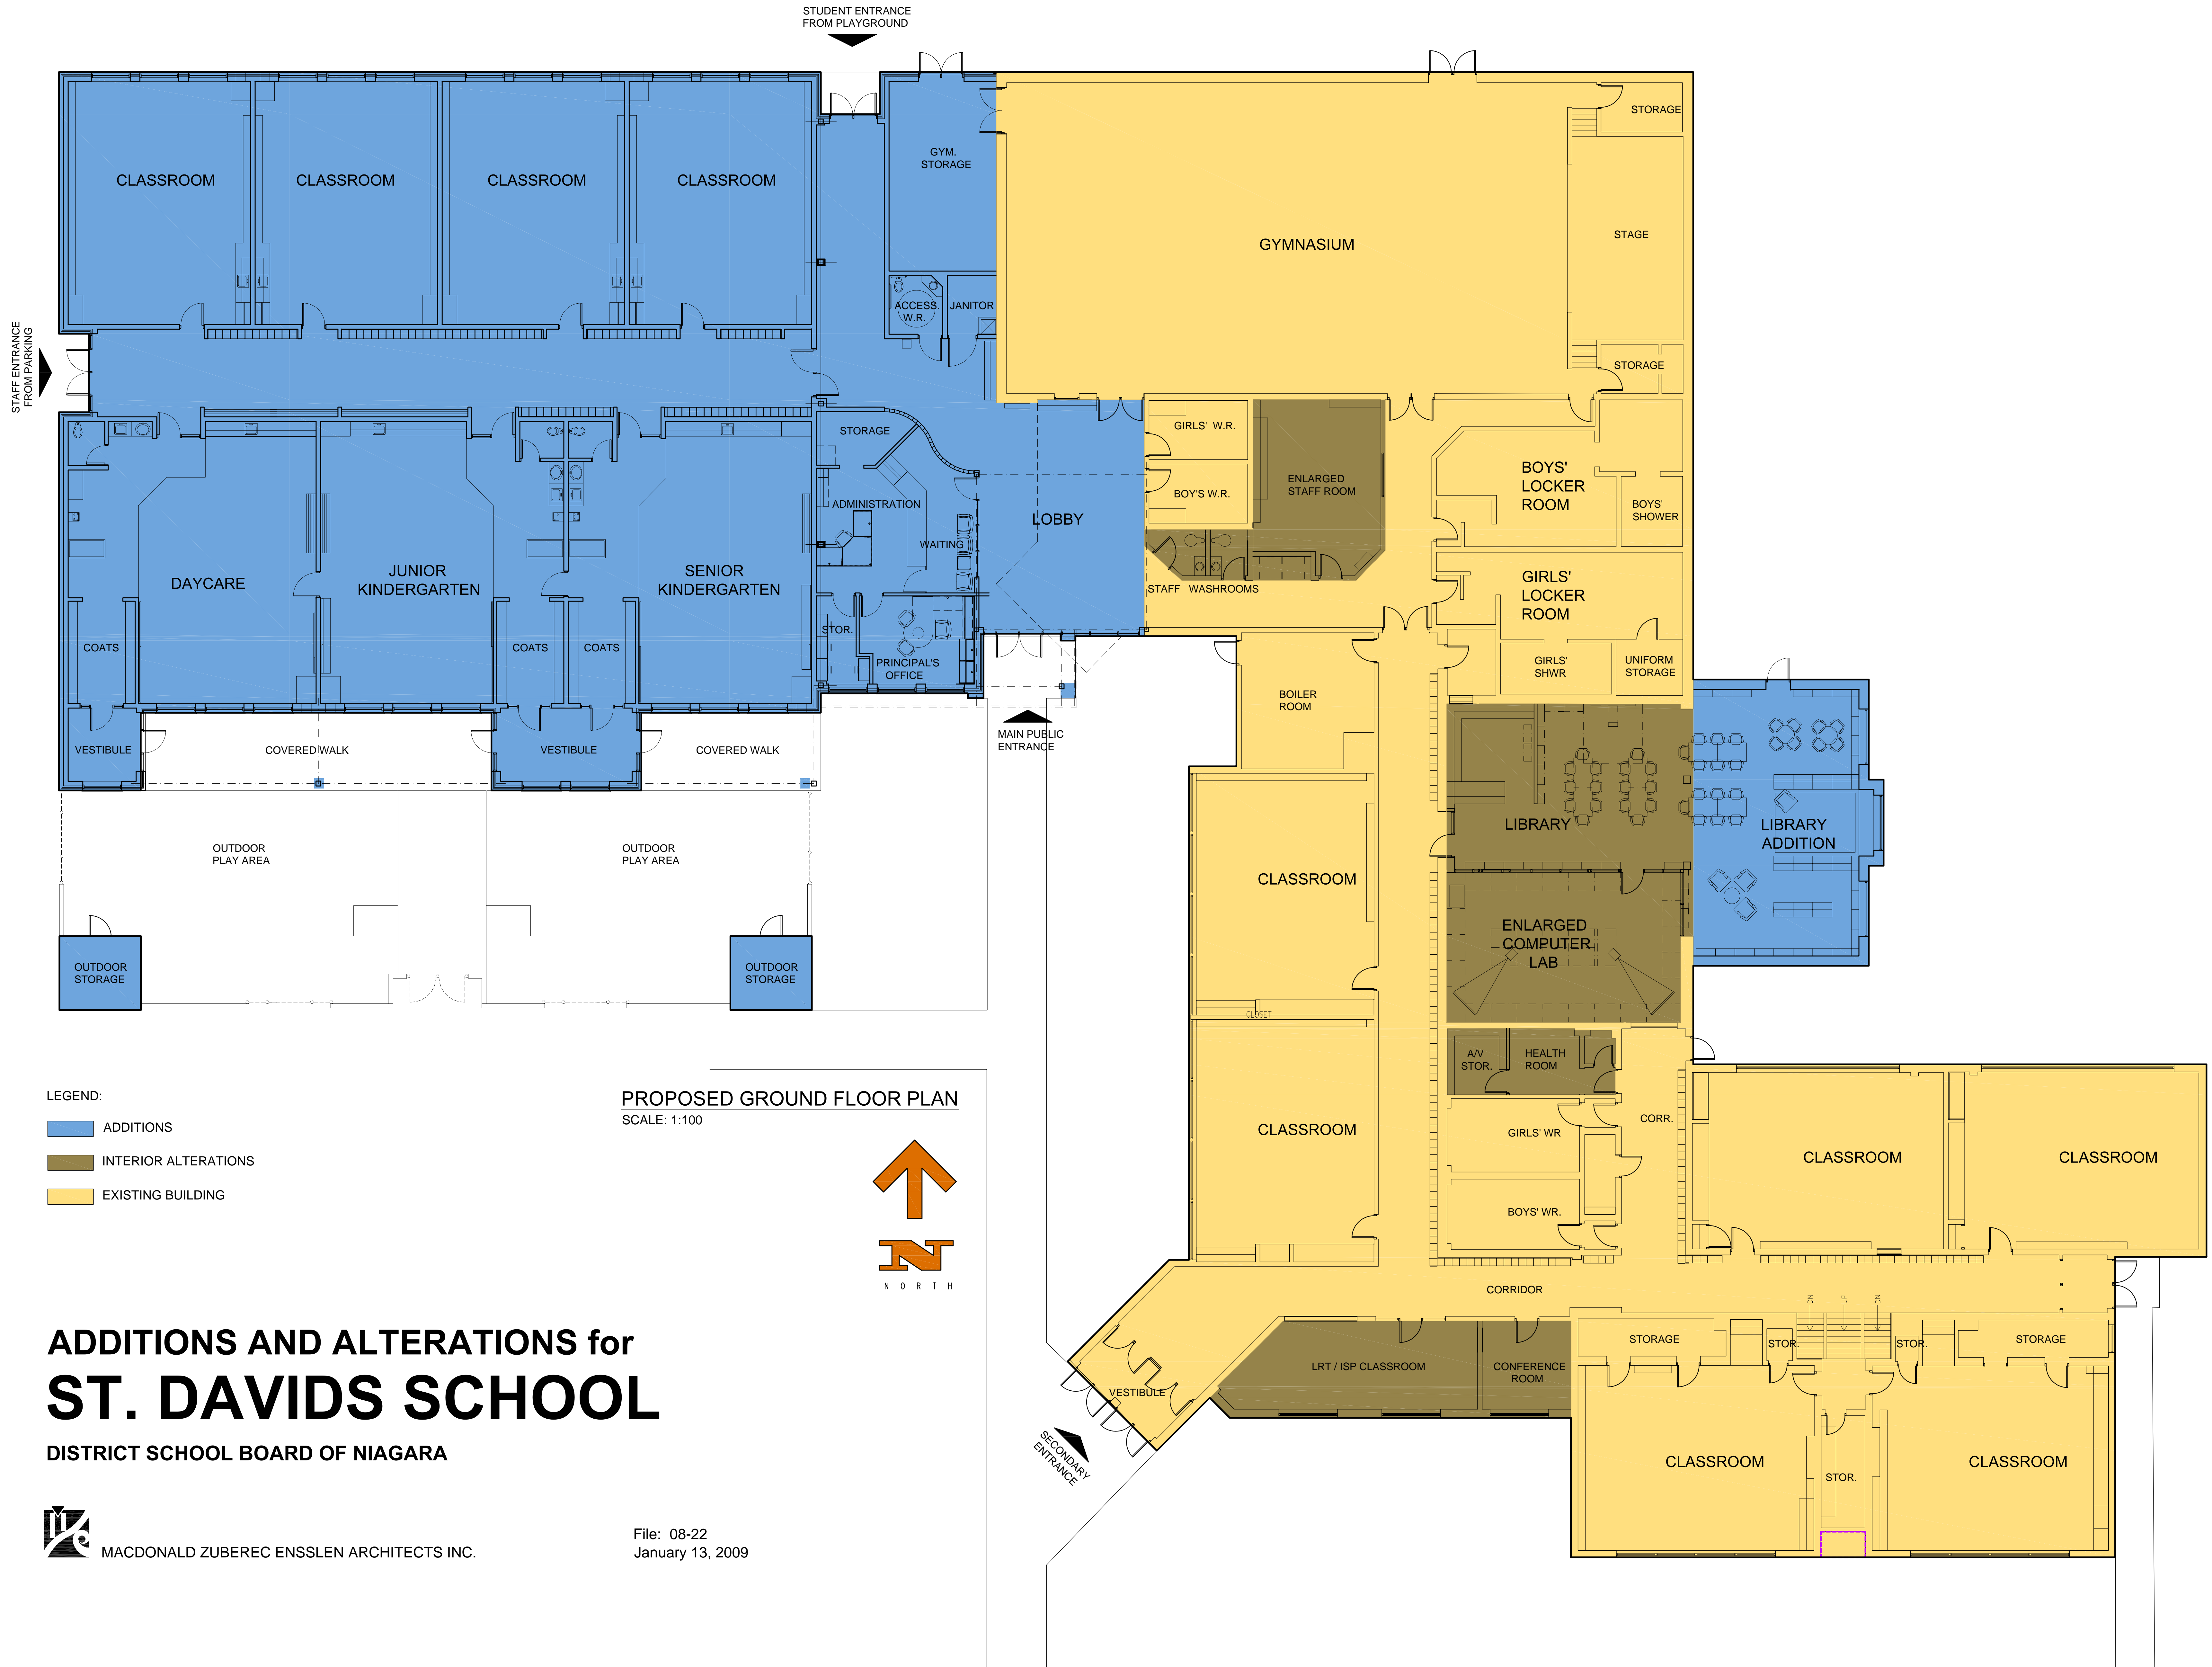 STUDENT ENTRANCE
FROM PLAYGROUND
STORAGE
GYM.
STORAGE
CLASSROOM
CLASSROOM
CLASSROOM
CLASSROOM
STAGE
GYMNASIUM
ACCESS.
W.R.
JANITOR
STAFF ENTRANCE
FROM PARKING
STORAGE
STORAGE
GIRLS' W.R.
BOYS'
LOCKER
ROOM
ENLARGED
STAFF ROOM
BOY'S W.R.
BOYS'
SHOWER
ADMINISTRATION
LOBBY
WAITING
DAYCARE
JUNIOR
KINDERGARTEN
SENIOR
KINDERGARTEN
STAFF WASHROOMS
GIRLS'
LOCKER
ROOM
STOR.
COATS
COATS
COATS
PRINCIPAL'S
OFFICE
GIRLS'
SHWR
UNIFORM
STORAGE
BOILER
ROOM
MAIN PUBLIC
ENTRANCE
VESTIBULE
COVERED WALK
VESTIBULE
COVERED WALK
LIBRARY
LIBRARY
ADDITION
OUTDOOR
PLAY AREA
OUTDOOR
PLAY AREA
CLASSROOM
ENLARGED
COMPUTER
LAB
OUTDOOR
STORAGE
OUTDOOR
STORAGE
CLOSET
A/V
STOR.
HEALTH
ROOM
LEGEND:
ADDITIONS
INTERIOR ALTERATIONS
EXISTING BUILDING
PROPOSED GROUND FLOOR PLAN
SCALE: 1:100
CLASSROOM
GIRLS' WR
CORR.
CLASSROOM
CLASSROOM
BOYS' WR.
N
NORTH
CORRIDOR
DN
UP
DN
STORAGE
STOR.
STOR.
STORAGE
LRT / ISP CLASSROOM
CONFERENCE
ROOM
VESTIBULE
SECONDARY
ENTRANCE
CLASSROOM
STOR.
CLASSROOM
ADDITIONS AND ALTERATIONS for
ST. DAVIDS SCHOOL
DISTRICT SCHOOL BOARD OF NIAGARA
MACDONALD ZUBEREC ENSSLEN ARCHITECTS INC.
File: 08-22
January 13, 2009